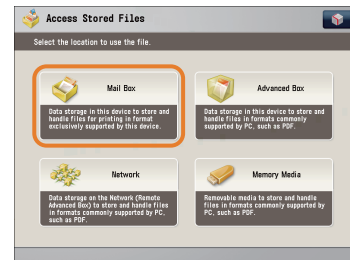 Access Stored Files
Select the location to use the file.
Mail Box
Data storage in this device to store and
handle files for printing in format
exclusively supported by this device.
Advanced Box
Data storage in this device to store and
handle files in formats commonly
supported by PC, such as PDF.
Network
Data storage on the Network (Remote
Advanced Box) to store and handle files
in formats commonly supported by PC,
such as PDF.
Memory Media
Removable media to store and handle
files in formats commonly supported by
PC, such as PDF.